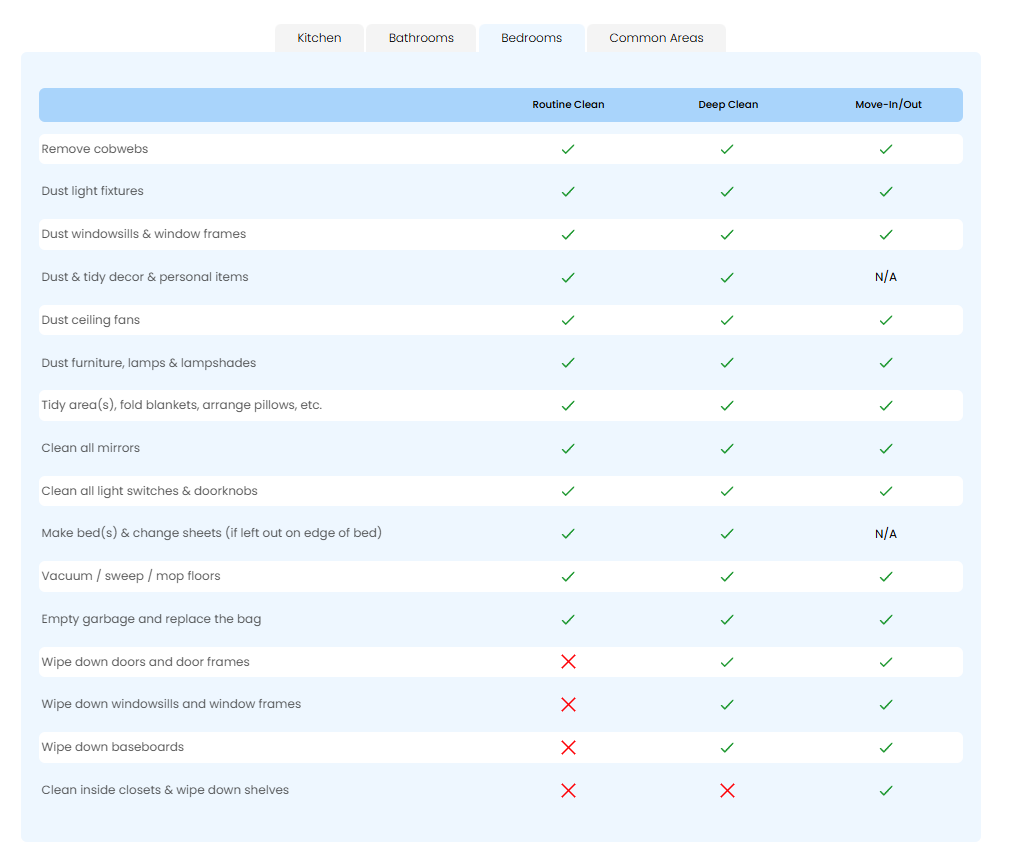 Kitchen Bathrooms Bedrooms Common Areas
Routine Clean Deep Clean Move-In/Out
Remove cobwebs
Dust light fixtures
Dust windowsills & window frames
Dust & tidy decor & personal items N/A
Dust ceiling fans
Dust furniture, lamps & lampshades
Tidy area(s), fold blankets, arrange pillows, etc.
Clean all mirrors
Clean all light switches & doorknobs
Make bed(s) & change sheets (if left out on edge of bed) N/A
Vacuum / sweep / mop floors
Empty garbage and replace the bag
Wipe down doors and door frames
Wipe down windowsills and window frames
Wipe down baseboards
Clean inside closets & wipe down shelves